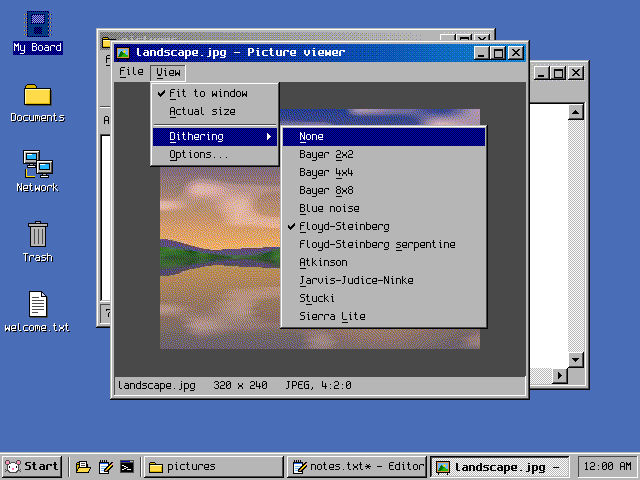 My Board
Documents
Network
Trash
welcome.txt
pictures
landscape.jpg - Picture viewer
File View
Fit to window
Actual size
Dithering
Options...
None
Bayer 2x2
Bayer 4x4
Bayer 8x8
Blue noise
Floyd-Steinberg
Floyd-Steinberg serpentine
Atkinson
Jarvis-Judice-Ninke
Stucki
Sierra Lite
landscape.jpg 320 x 240 JPEG, 4:2:0
Start
pictures
notes.txt* - Editor
landscape.jpg -
12:00 AM